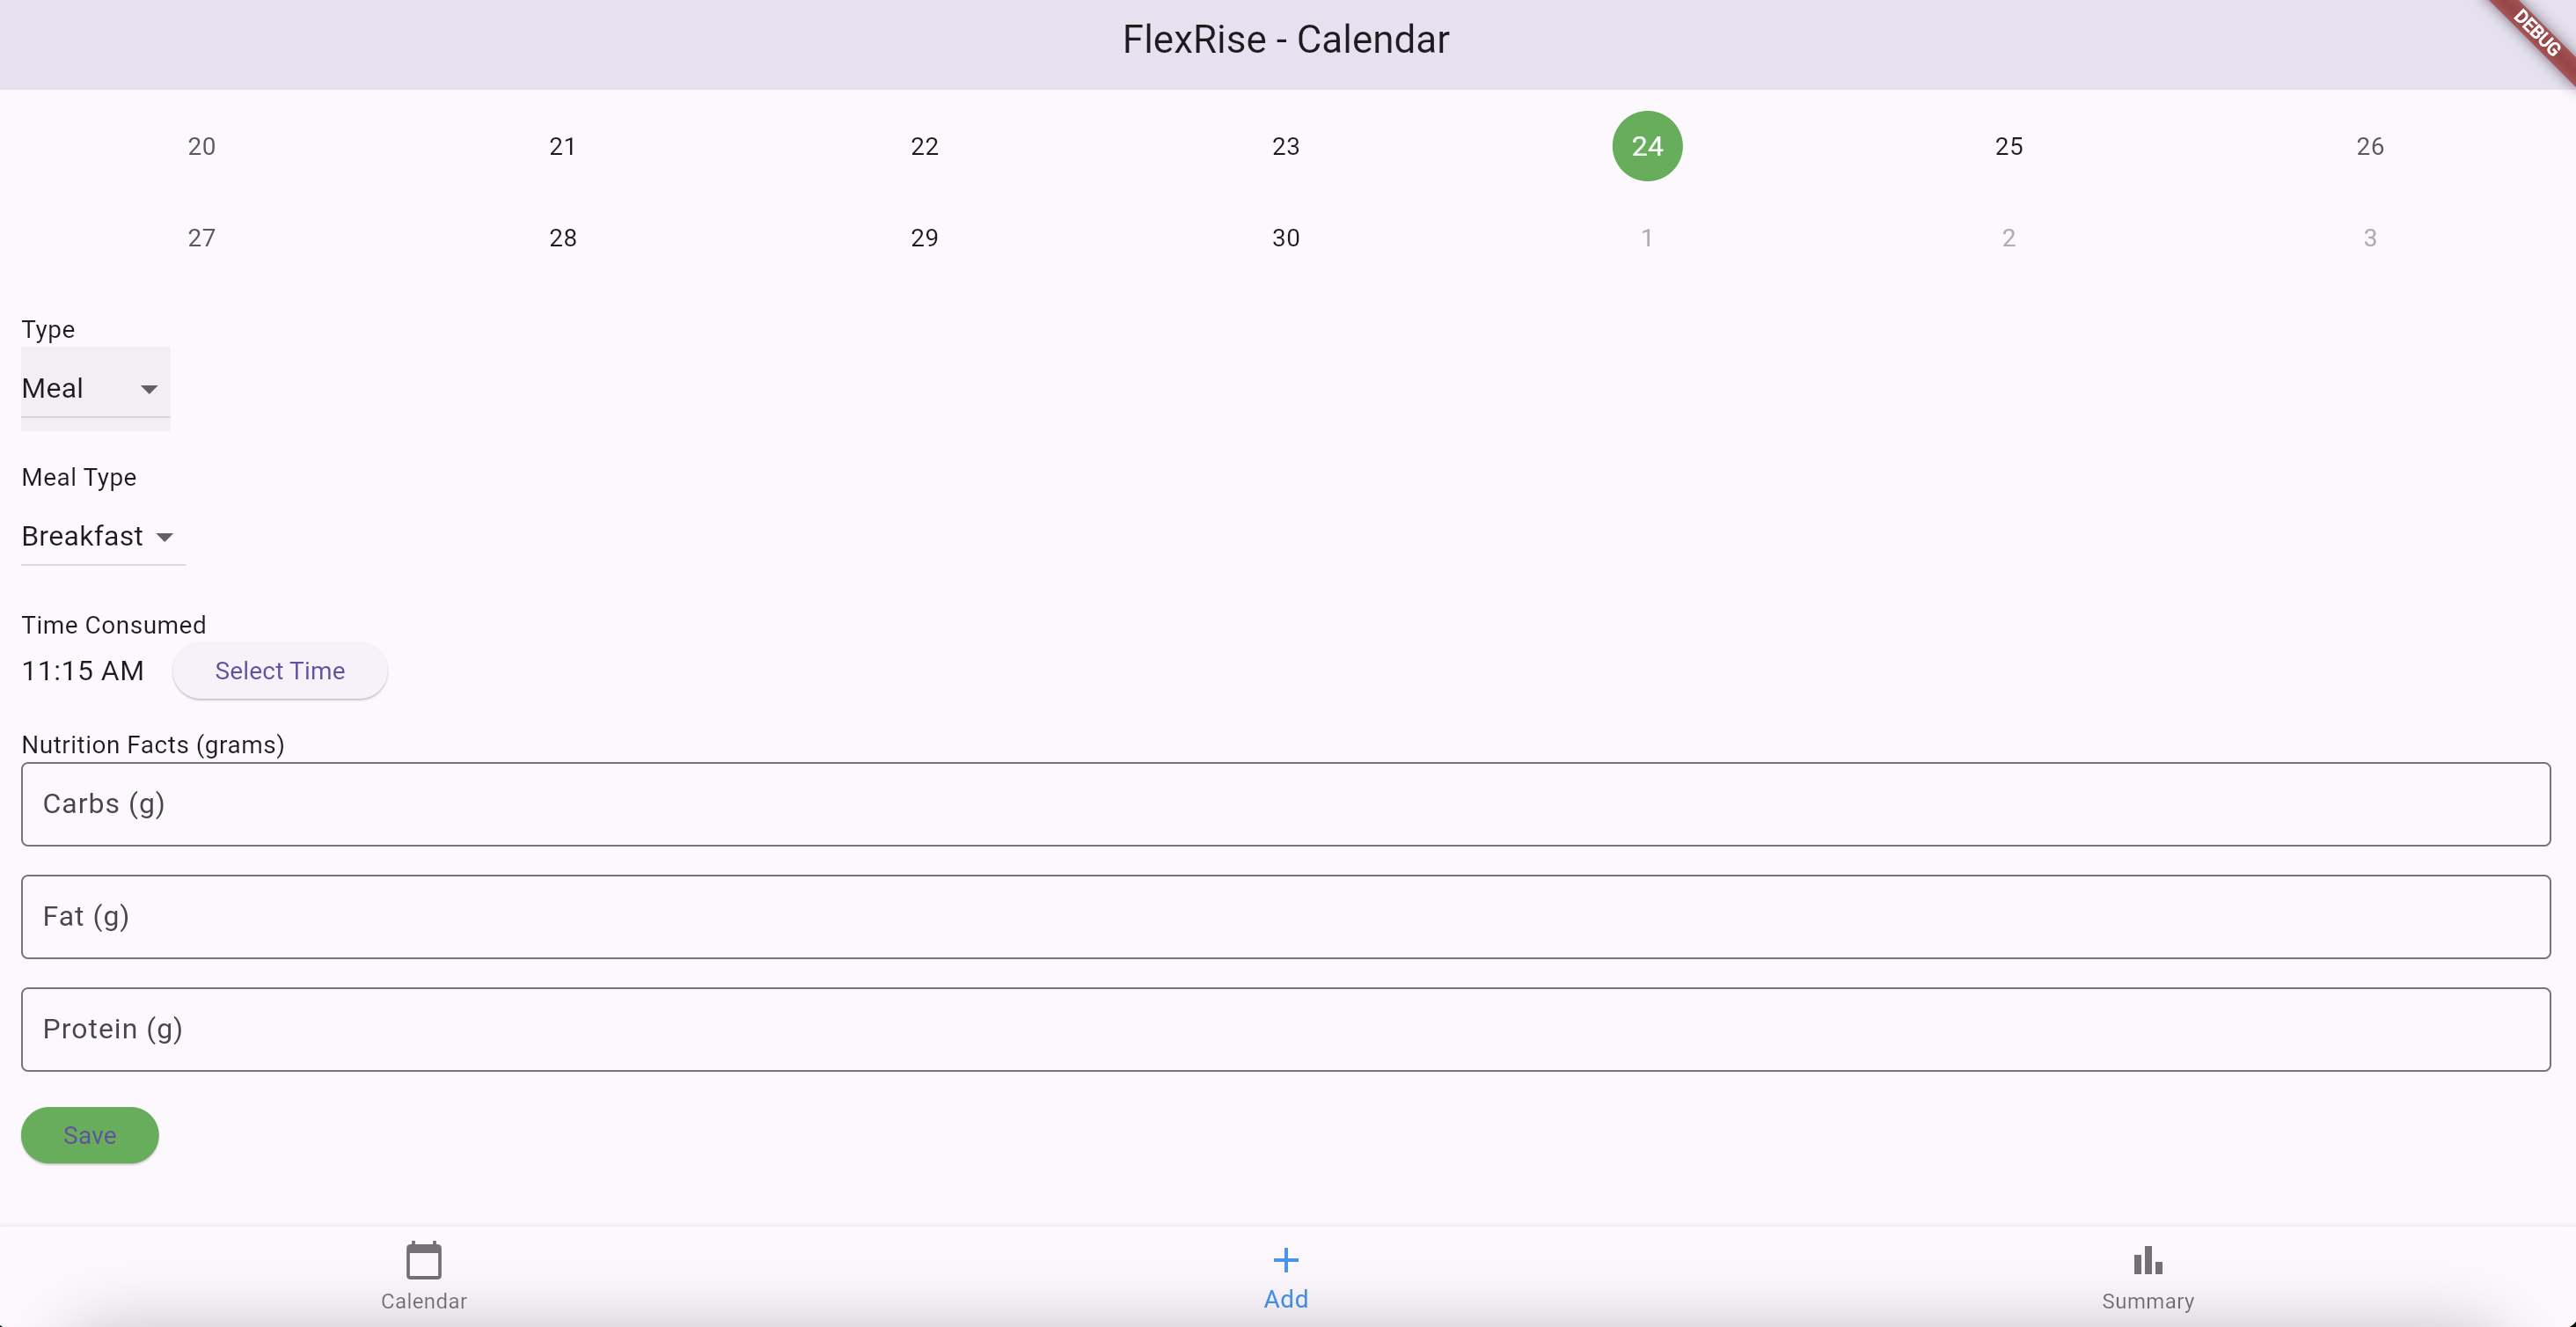 FlexRise - Calendar
DEBUG
20 21 22 23 24 25 26
27 28 29 30 1 2 3
Type
Meal
Meal Type
Breakfast
Time Consumed
11:15 AM Select Time
Nutrition Facts (grams)
Carbs (g)
Fat (g)
Protein (g)
Save
Calendar Add Summary